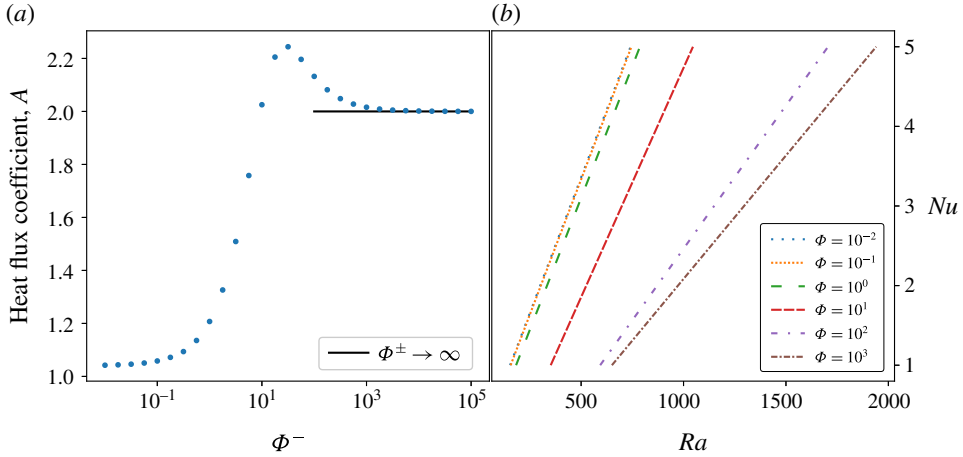 (a)
Heat flux coefficient, A
2.2
2.0
1.8
1.6
1.4
1.2
1.0
10⁻¹ 10¹ 10³ 10⁵
Φ⁻
Φ± → ∞
(b)
5
4
3
2
1
Nu
500 1000 1500 2000
Ra
Φ = 10⁻²
Φ = 10⁻¹
Φ = 10⁰
Φ = 10¹
Φ = 10²
Φ = 10³